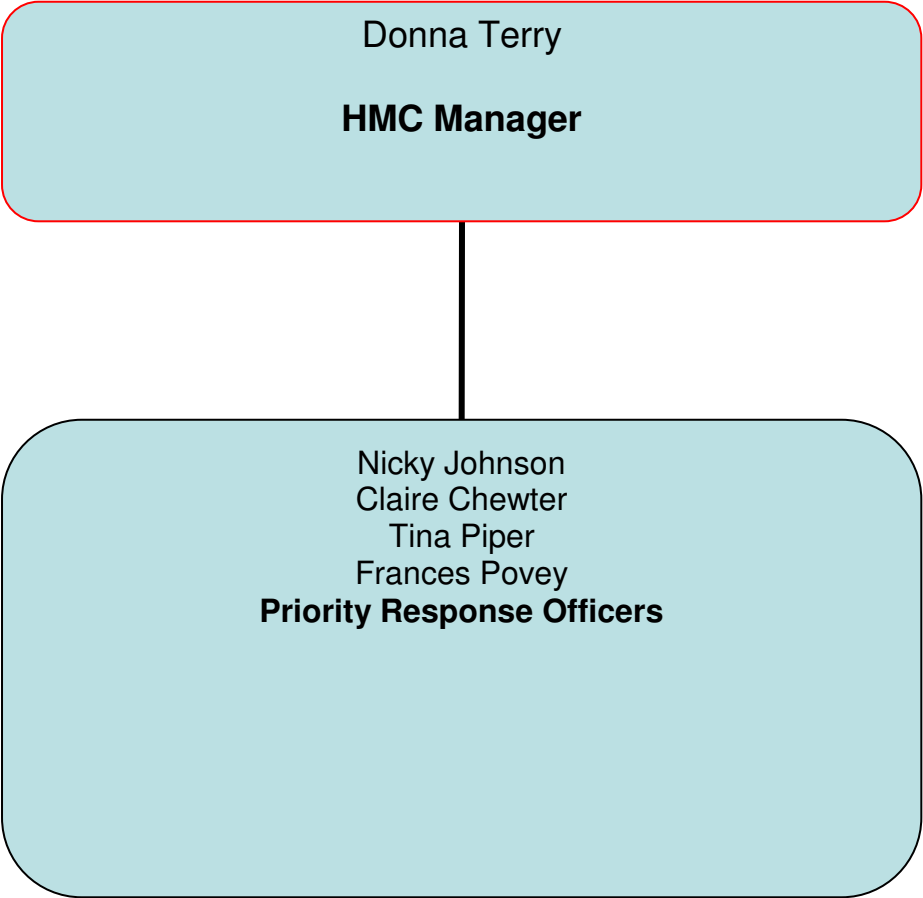 Donna Terry
HMC Manager
Nicky Johnson
Claire Chewter
Tina Piper
Frances Povey
Priority Response Officers